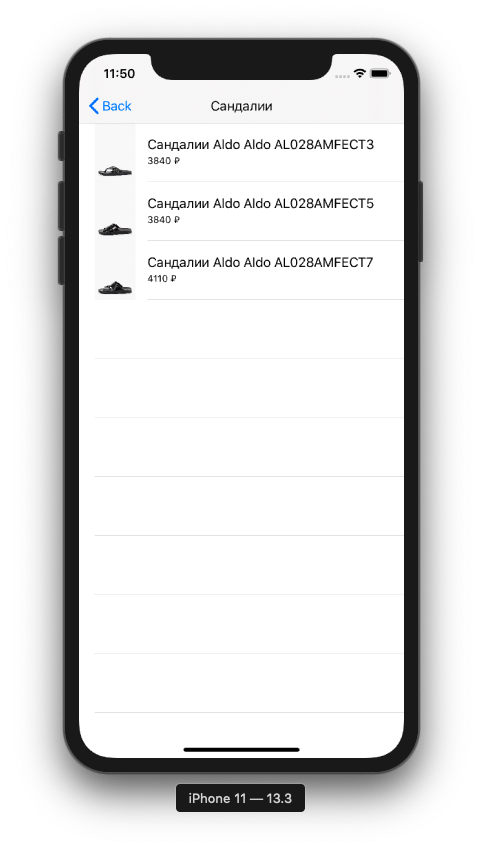 11:50
Back
Сандалии
Сандалии Aldo Aldo AL028AMFECT3
3840 ₽
Сандалии Aldo Aldo AL028AMFECT5
3840 ₽
Сандалии Aldo Aldo AL028AMFECT7
4110 ₽
iPhone 11 — 13.3